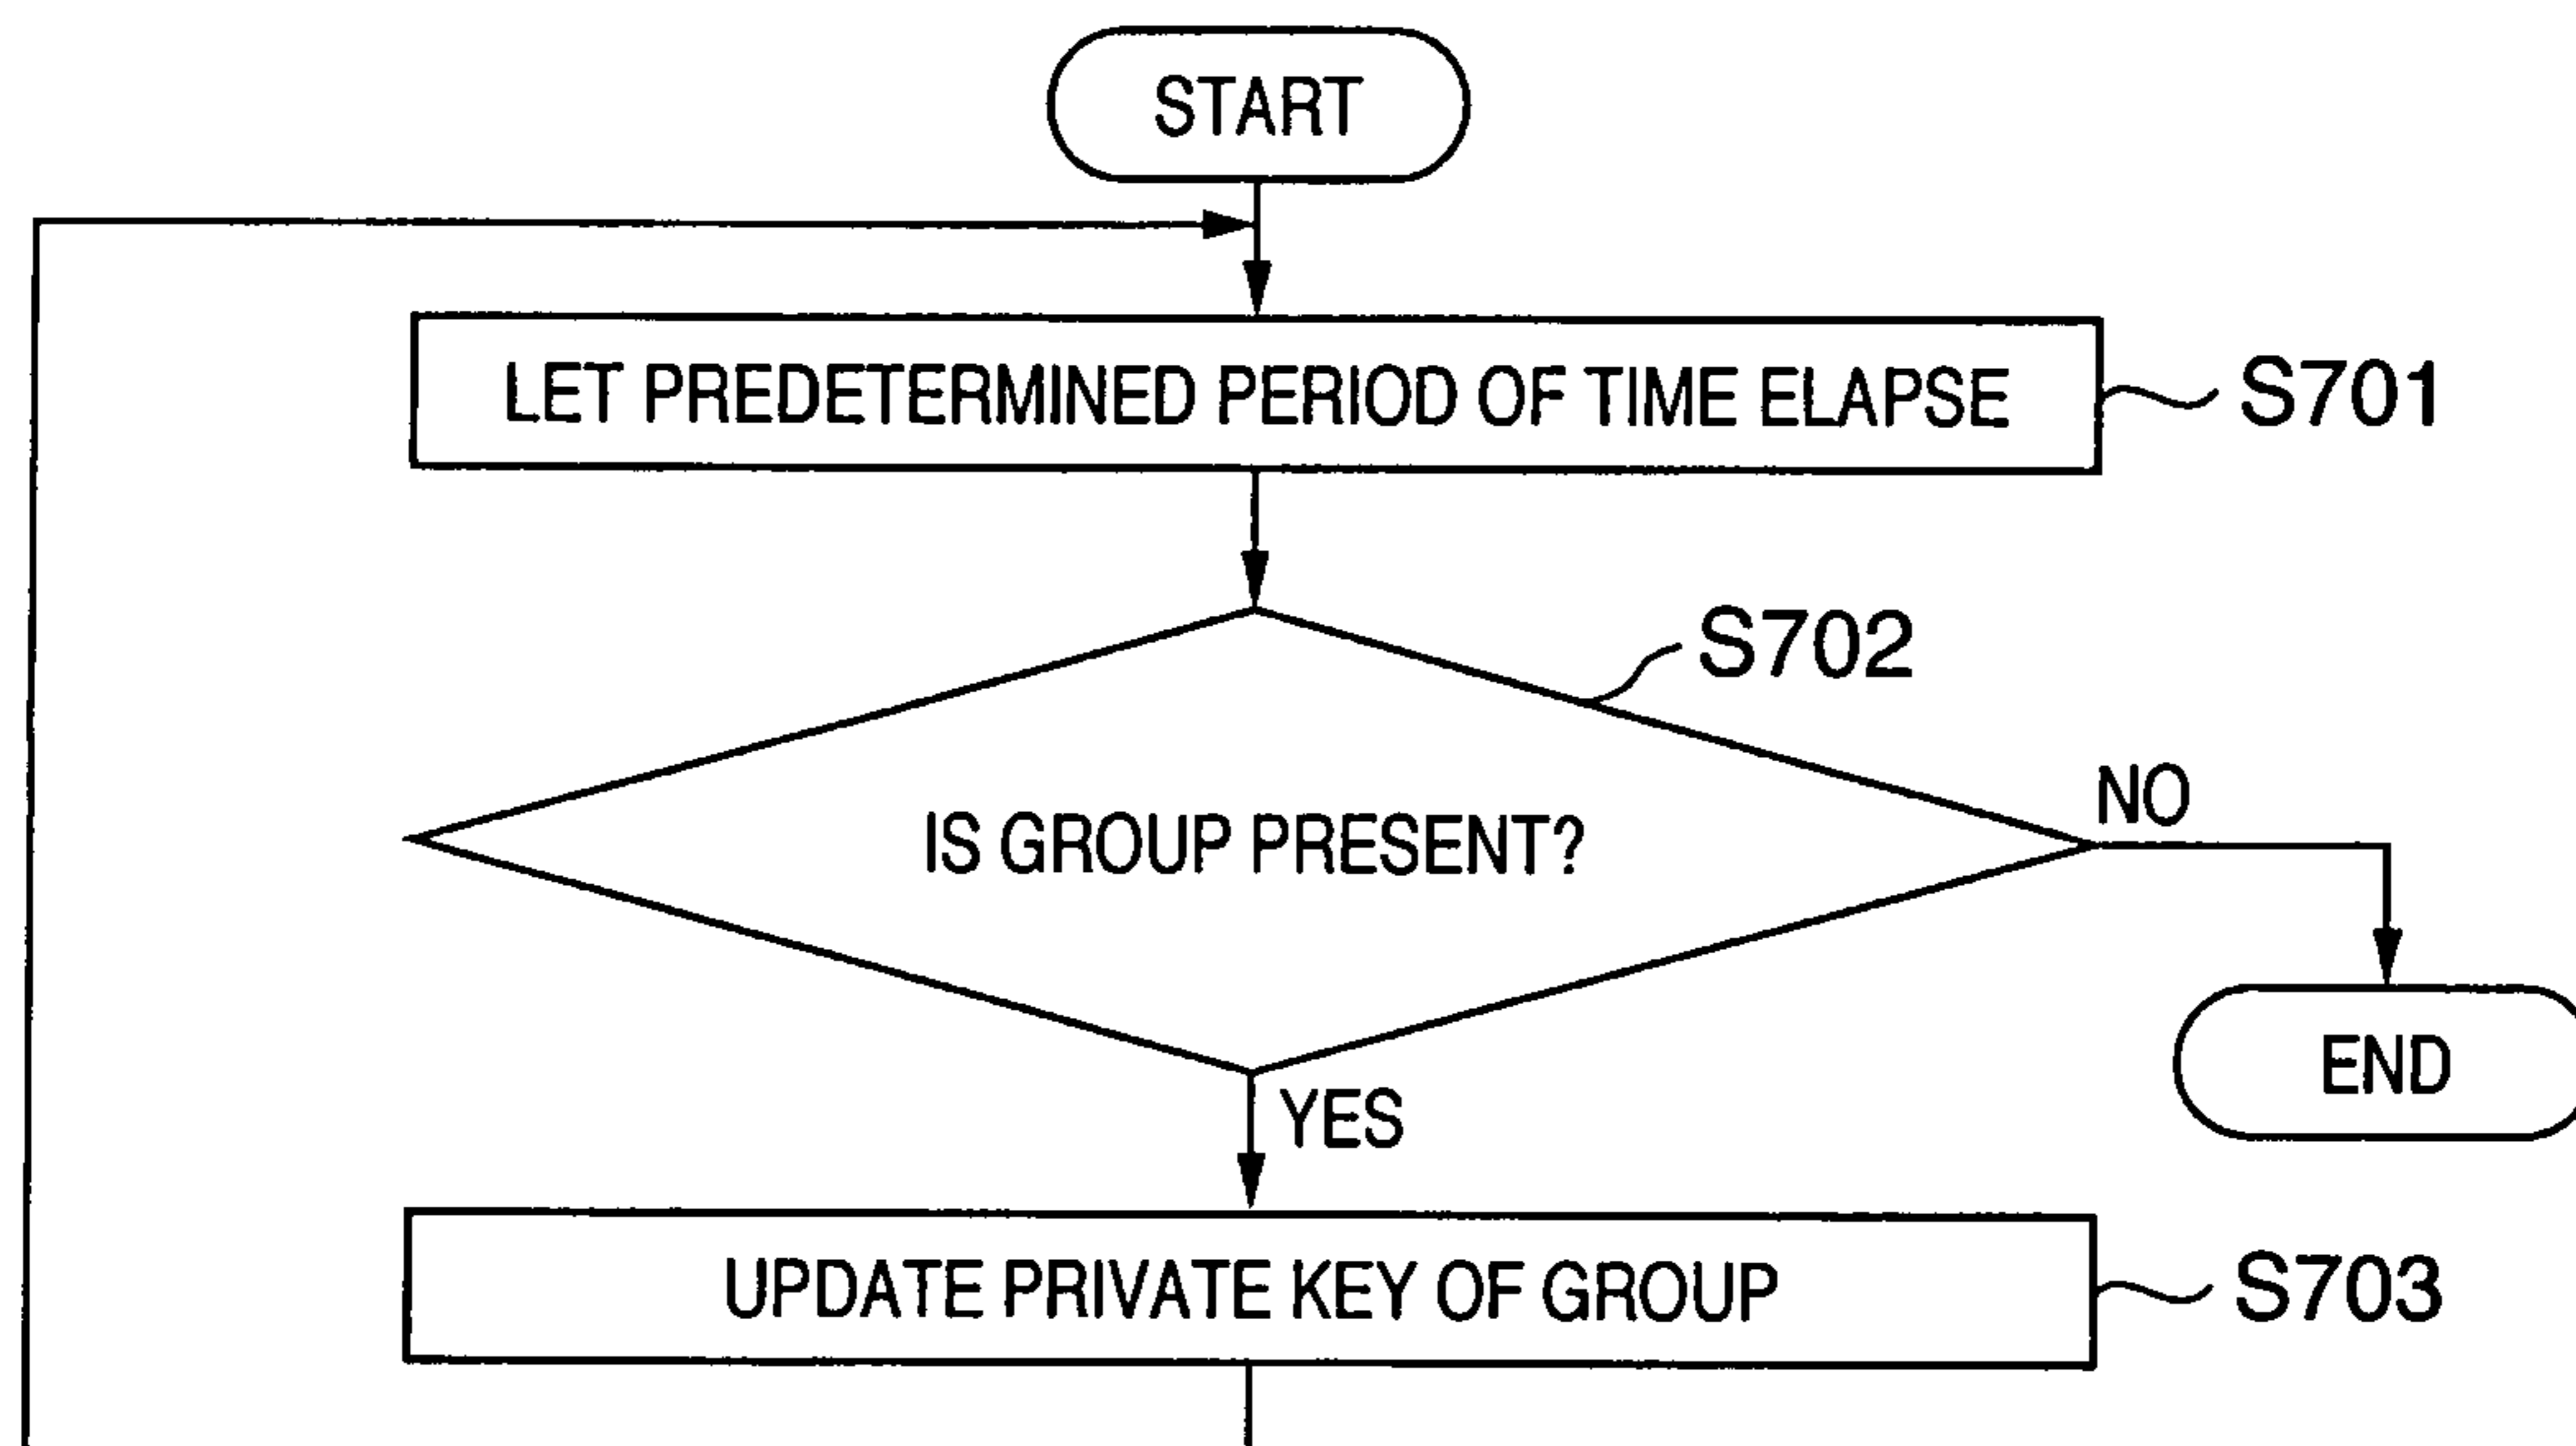 START
LET PREDETERMINED PERIOD OF TIME ELAPSE
S701
S702
IS GROUP PRESENT?
NO
END
YES
UPDATE PRIVATE KEY OF GROUP
S703